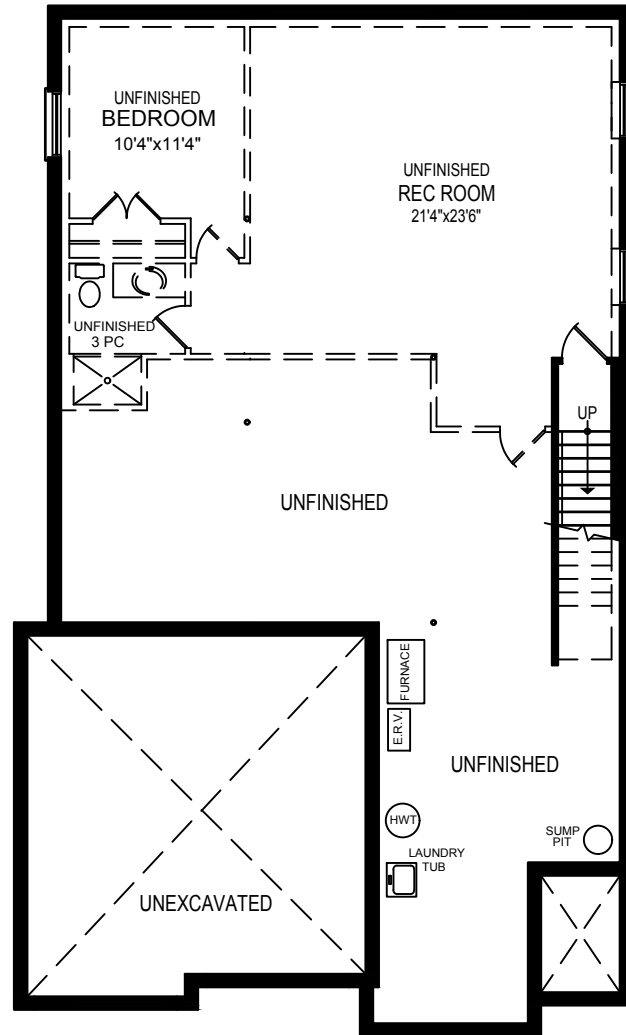 UNFINISHED
BEDROOM
10'4"x11'4"
UNFINISHED
REC ROOM
21'4"x23'6"
UNFINISHED
3 PC
UP
UNFINISHED
FURNACE
E.R.V.
UNFINISHED
HWT
SUMP
PIT
LAUNDRY
TUB
UNEXCAVATED